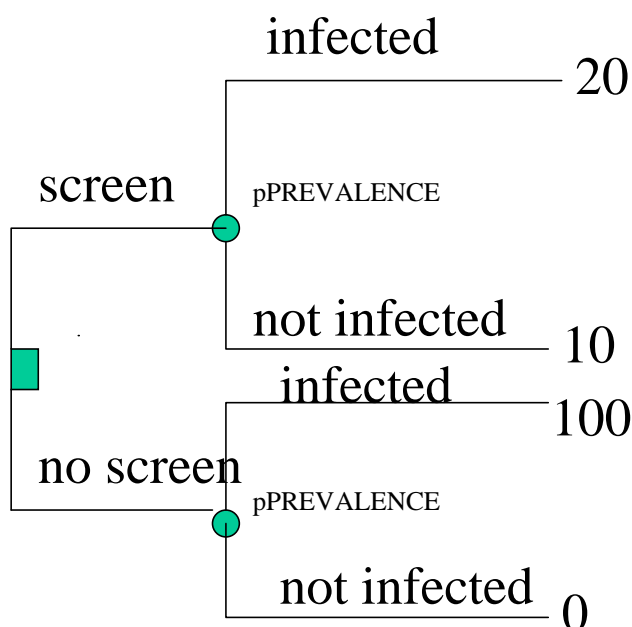 infected
20
screen
pPREVALENCE
not infected
10
infected
100
no screen
pPREVALENCE
not infected
0